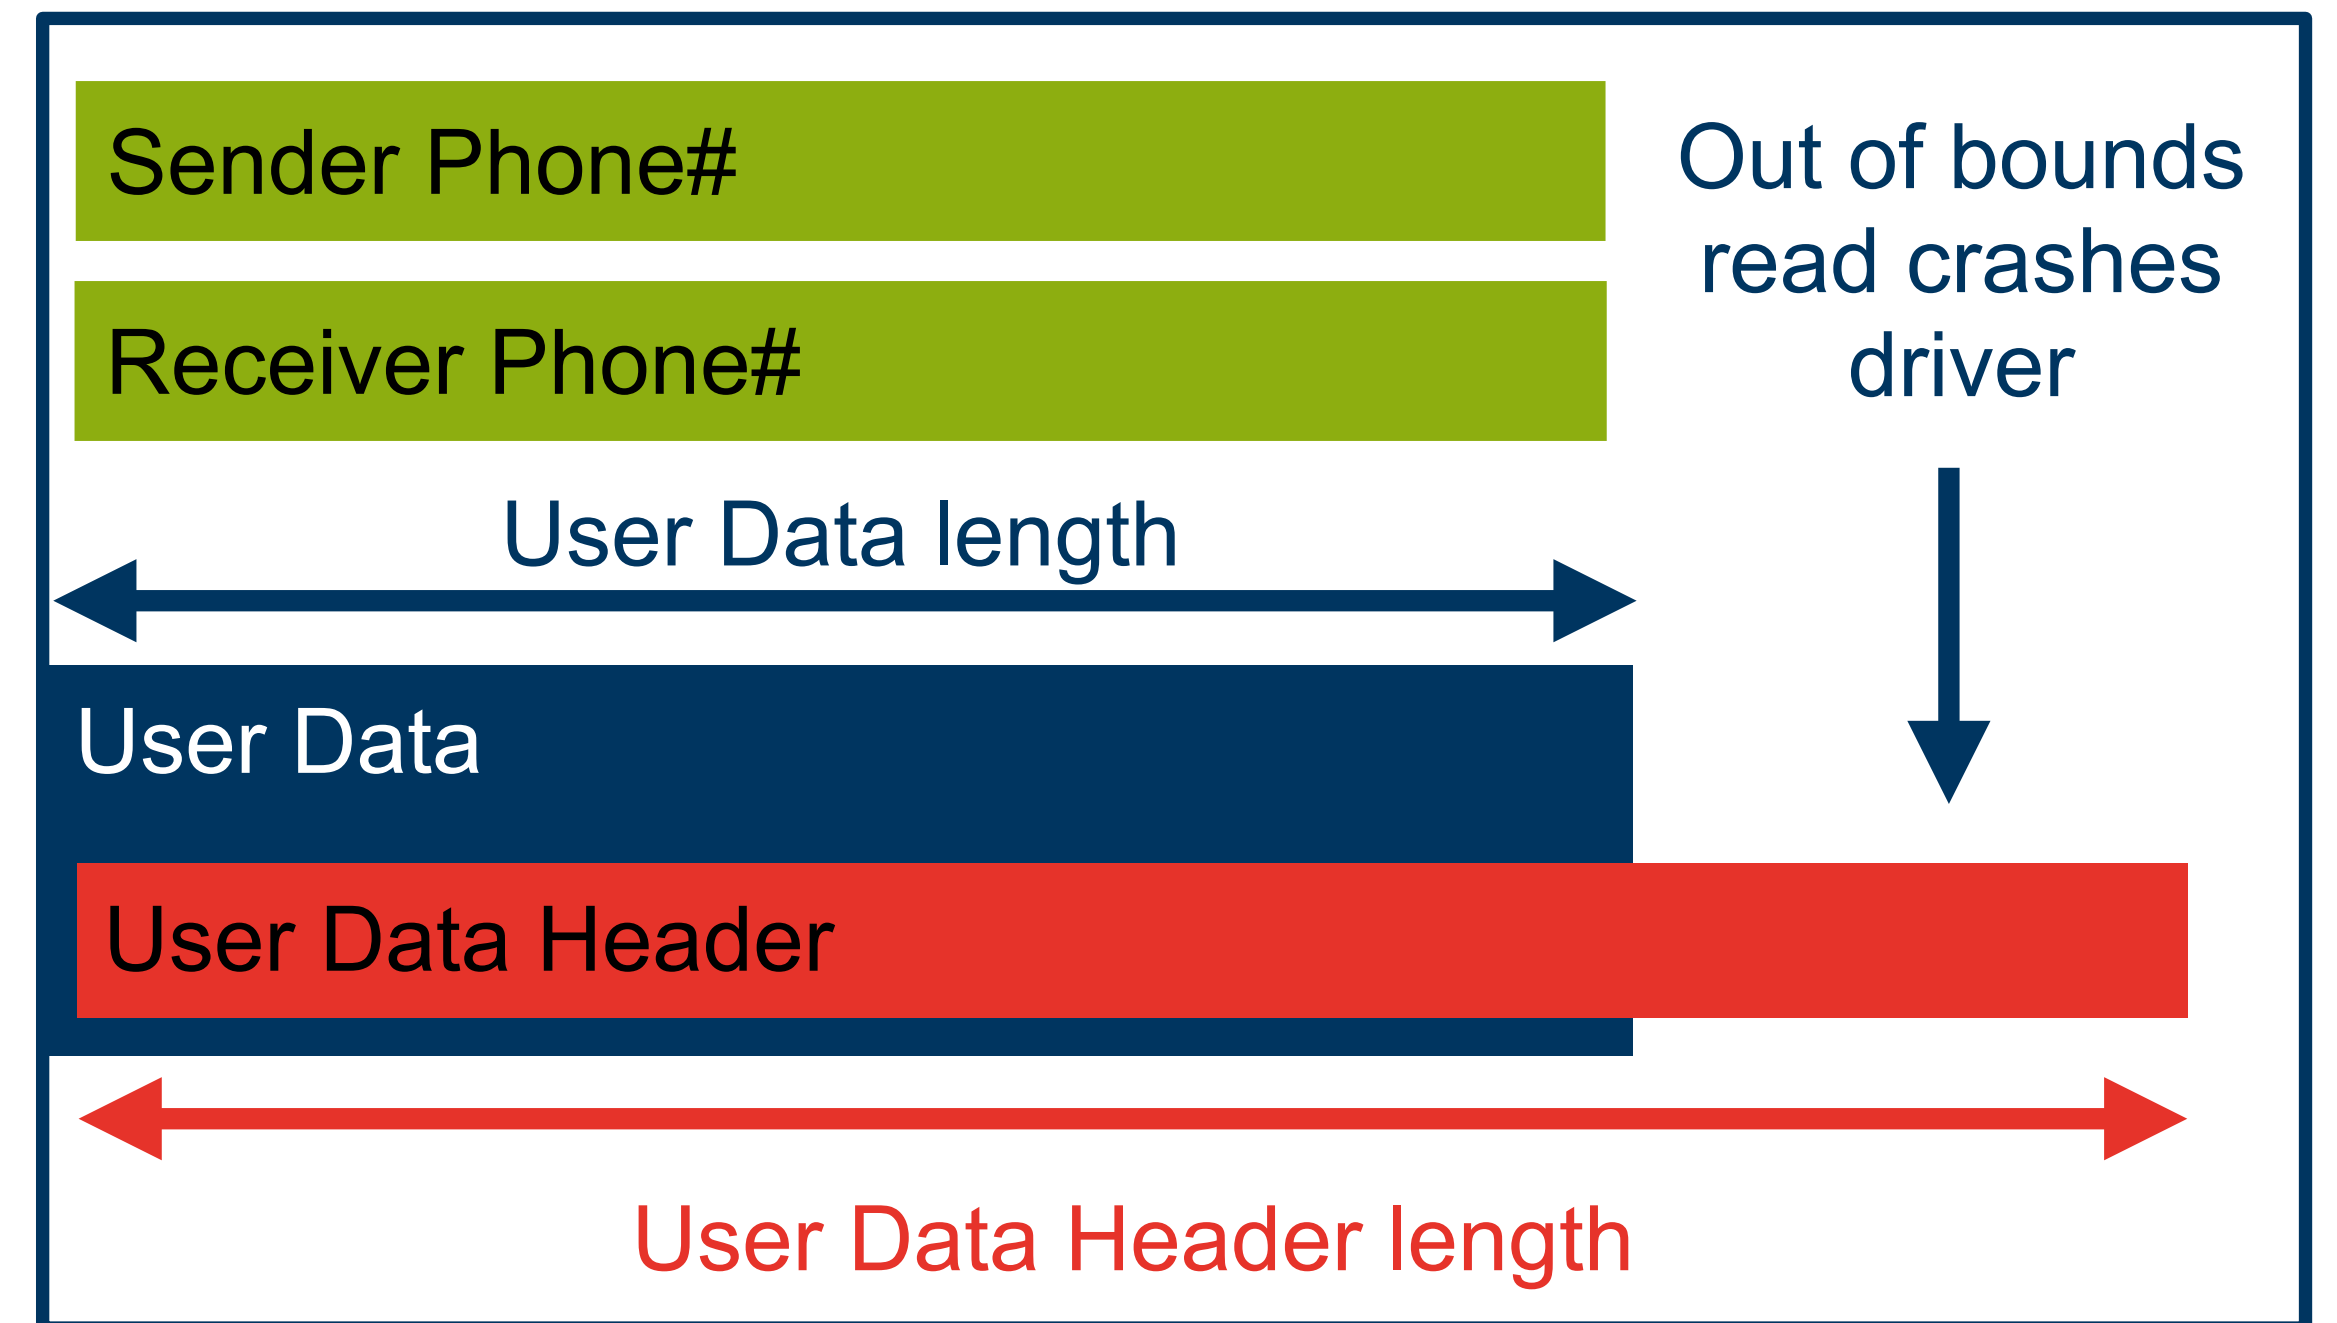 Sender Phone#
Out of bounds
read crashes
driver
Receiver Phone#
User Data length
User Data
User Data Header
User Data Header length